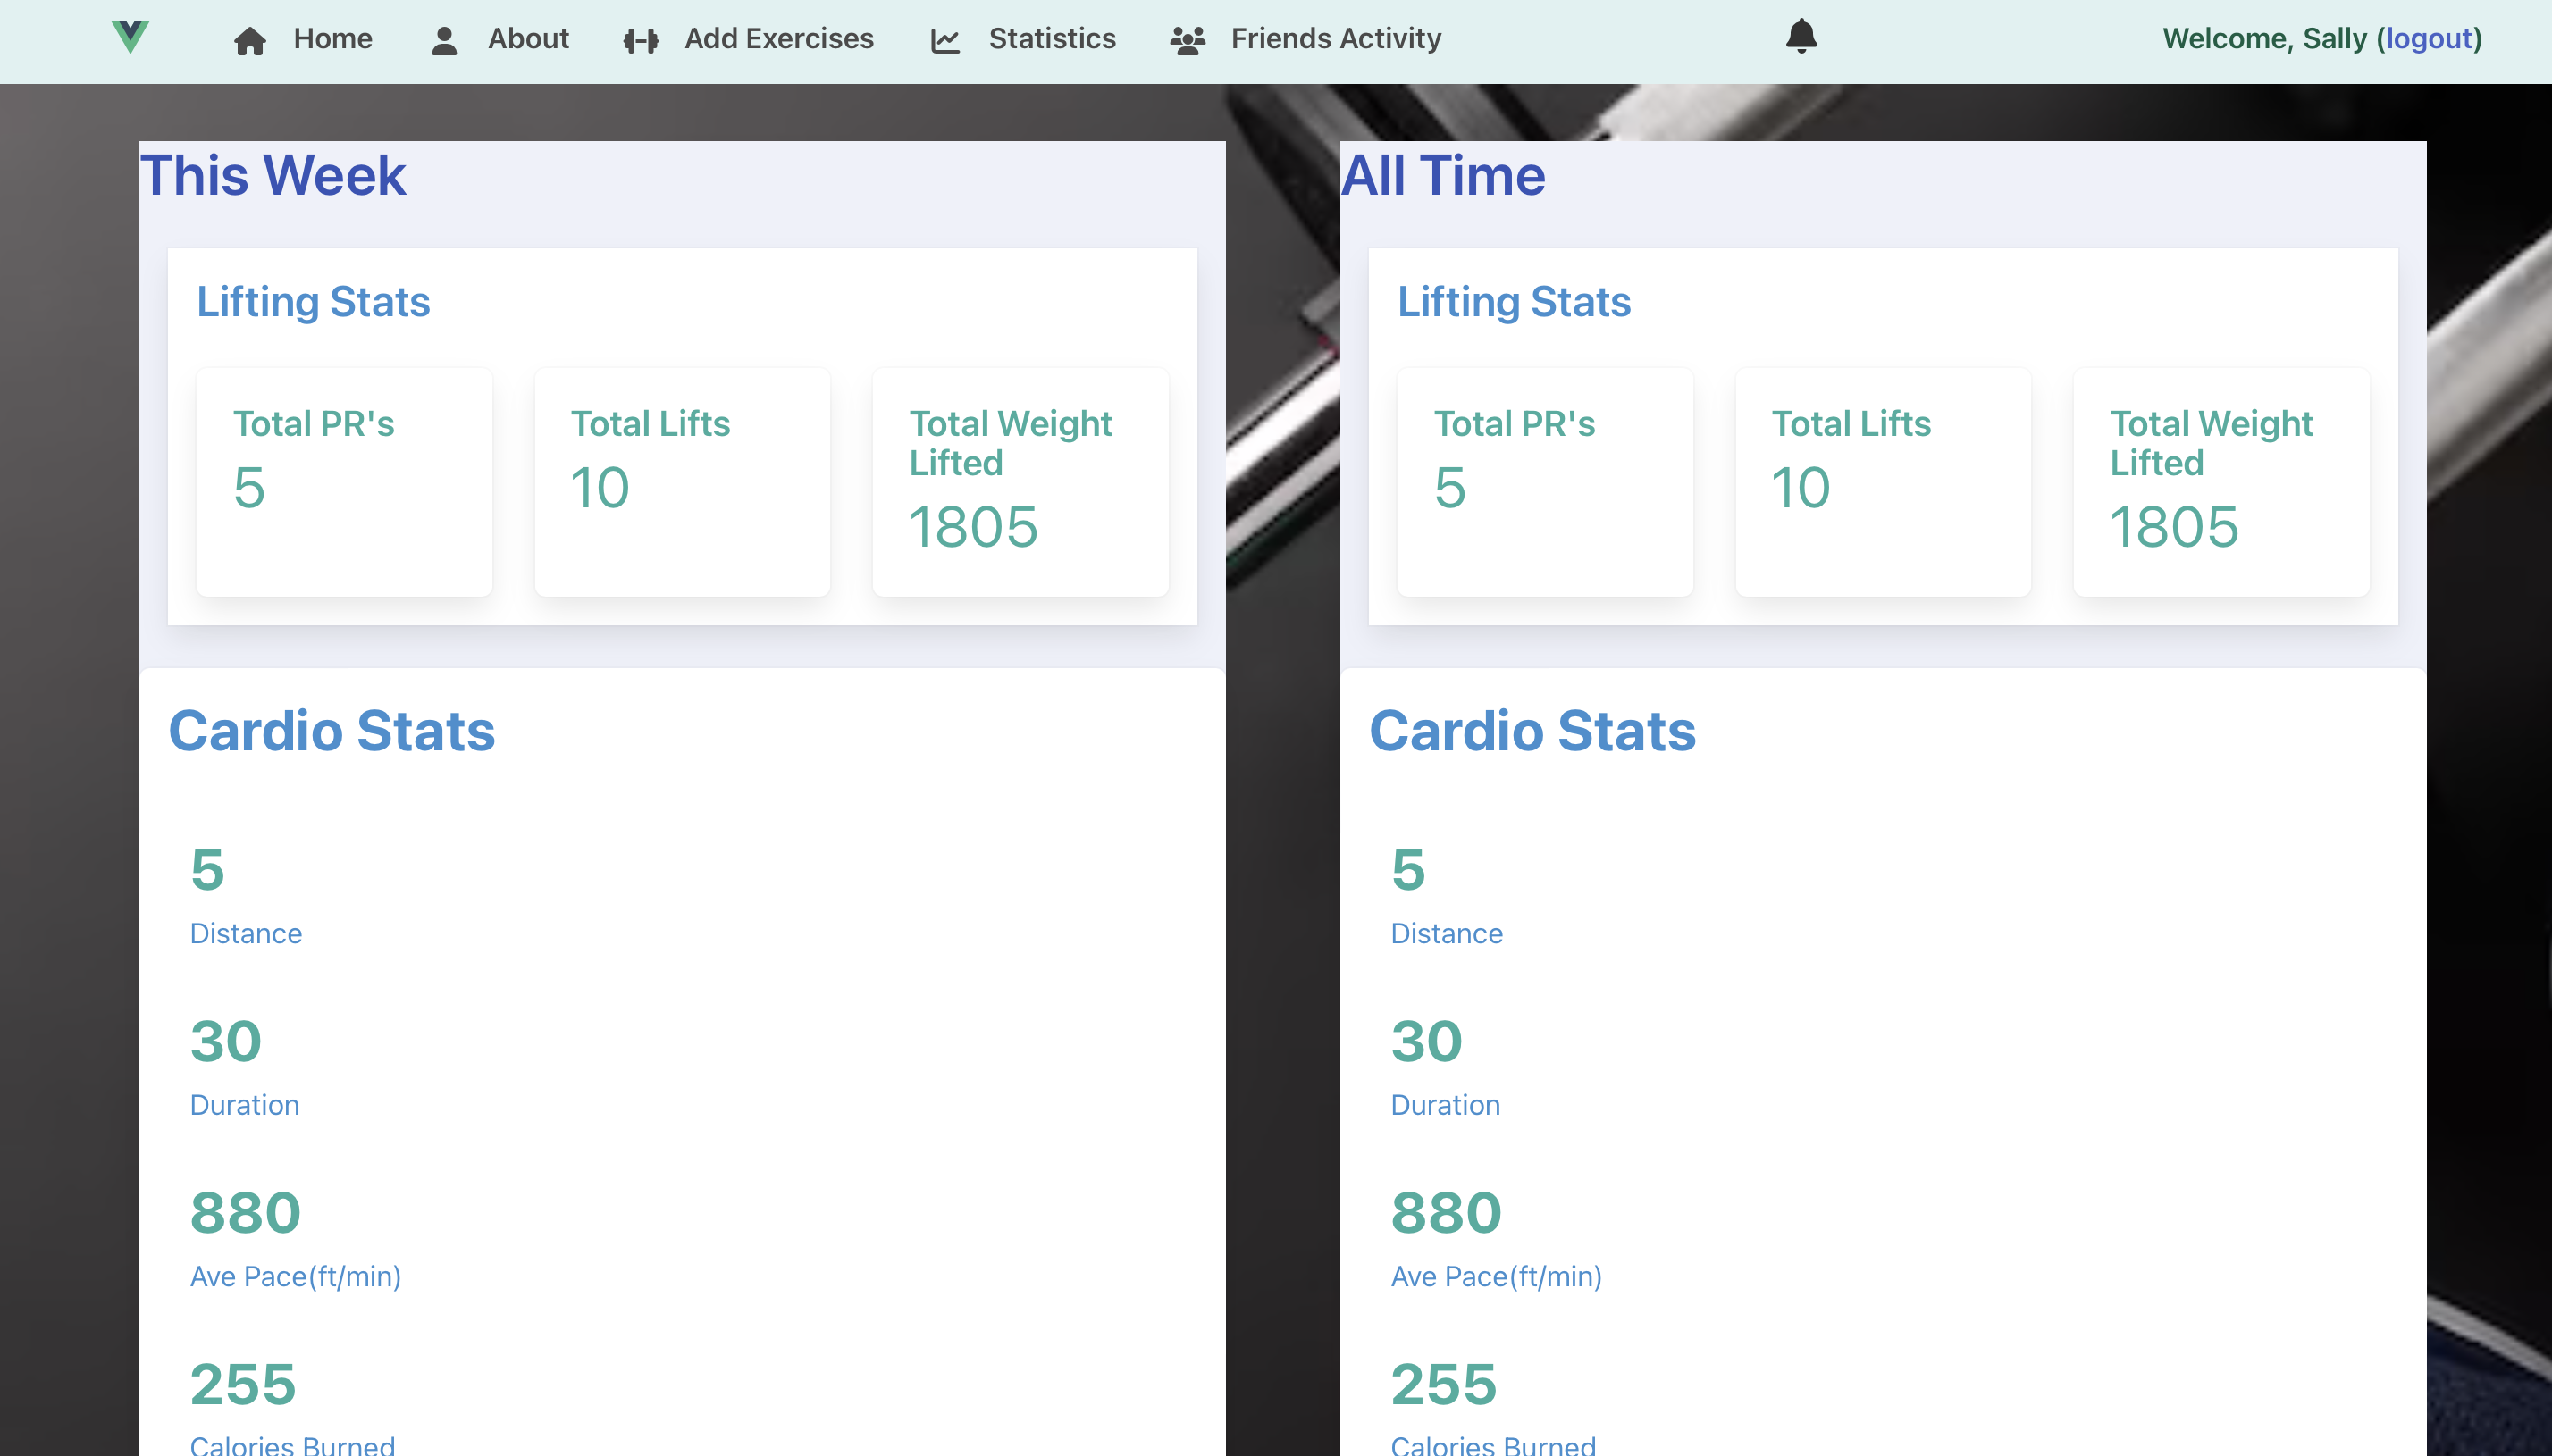 Home About Add Exercises Statistics Friends Activity Welcome, Sally (logout)
This Week
Lifting Stats
Total PR's
5
Total Lifts
10
Total Weight
Lifted
1805
Cardio Stats
5
Distance
30
Duration
880
Ave Pace(ft/min)
255
Calories Burned
All Time
Lifting Stats
Total PR's
5
Total Lifts
10
Total Weight
Lifted
1805
Cardio Stats
5
Distance
30
Duration
880
Ave Pace(ft/min)
255
Calories Burned